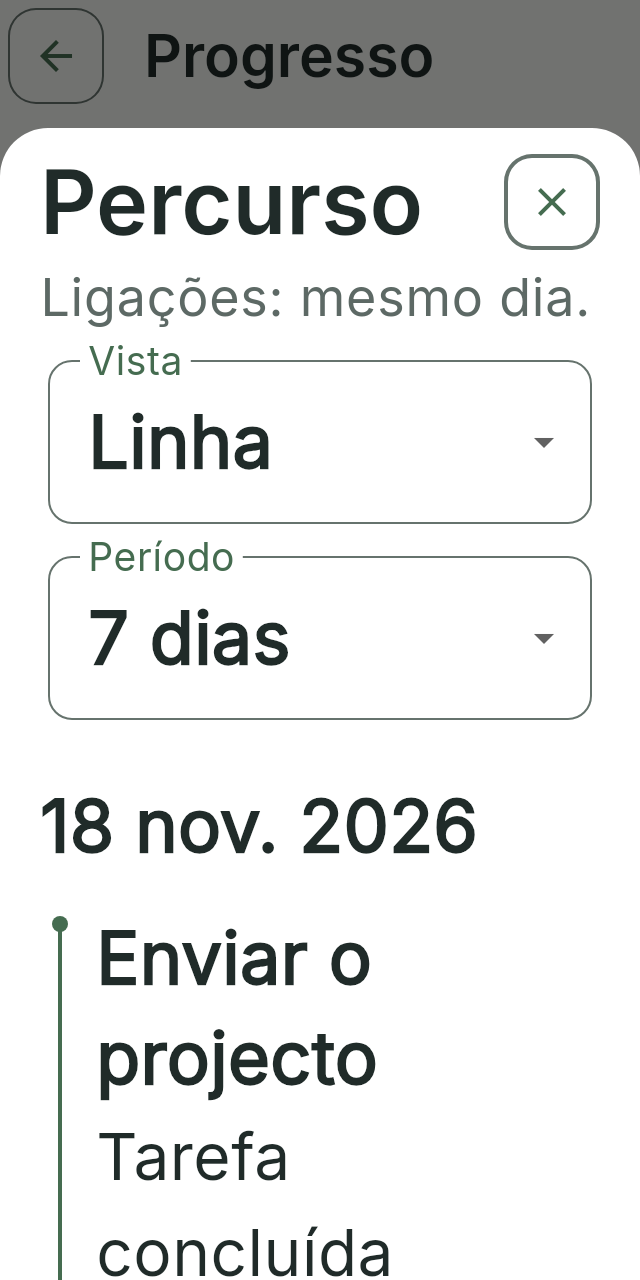 Progresso
Percurso
Ligações: mesmo dia.
Vista
Linha
Período
7 dias
18 nov. 2026
Enviar o
projecto
Tarefa
concluída